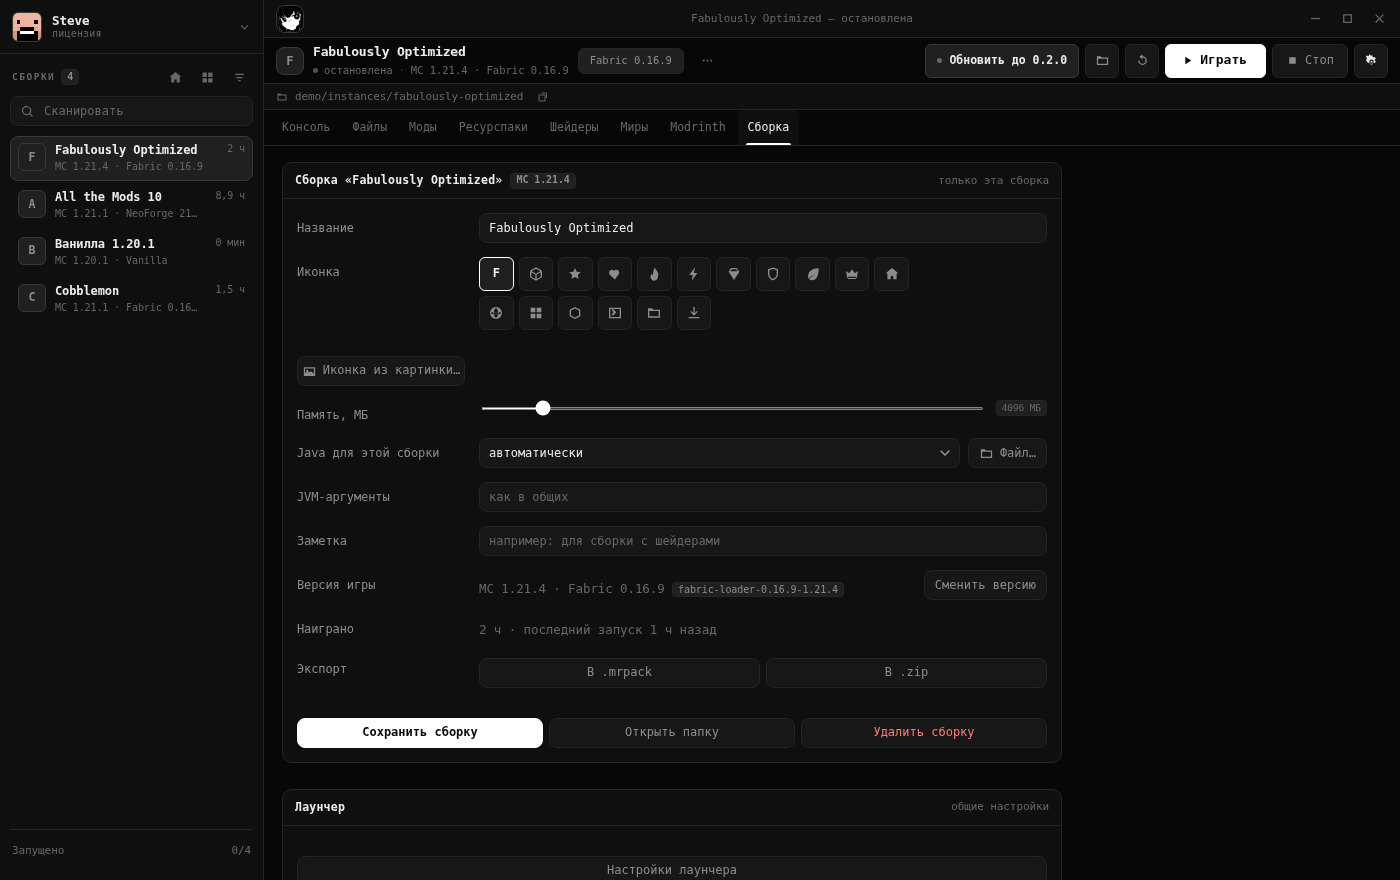 Steve
лицензия
СБОРКИ 4
Сканировать
F Fabulously Optimized 2 ч
MC 1.21.4 · Fabric 0.16.9
A All the Mods 10 8,9 ч
MC 1.21.1 · NeoForge 21…
В Ванилла 1.20.1 0 мин
MC 1.20.1 · Vanilla
C Cobblemon 1,5 ч
MC 1.21.1 · Fabric 0.16…
Запущено 0/4
Fabulously Optimized — остановлена
F Fabulously Optimized
остановлена · MC 1.21.4 · Fabric 0.16.9
Fabric 0.16.9
Обновить до 0.2.0
Играть
Стоп
demo/instances/fabulously-optimized
Консоль Файлы Моды Ресурспаки Шейдеры Миры Modrinth Сборка
Сборка «Fabulously Optimized» MC 1.21.4 только эта сборка
Название Fabulously Optimized
Иконка F
Иконка из картинки…
Память, МБ 4096 МБ
Java для этой сборки автоматически Файл…
JVM-аргументы как в общих
Заметка например: для сборки с шейдерами
Версия игры MC 1.21.4 · Fabric 0.16.9 fabric-loader-0.16.9-1.21.4 Сменить версию
Наиграно 2 ч · последний запуск 1 ч назад
Экспорт В .mrpack В .zip
Сохранить сборку Открыть папку Удалить сборку
Лаунчер общие настройки
Настройки лаунчера